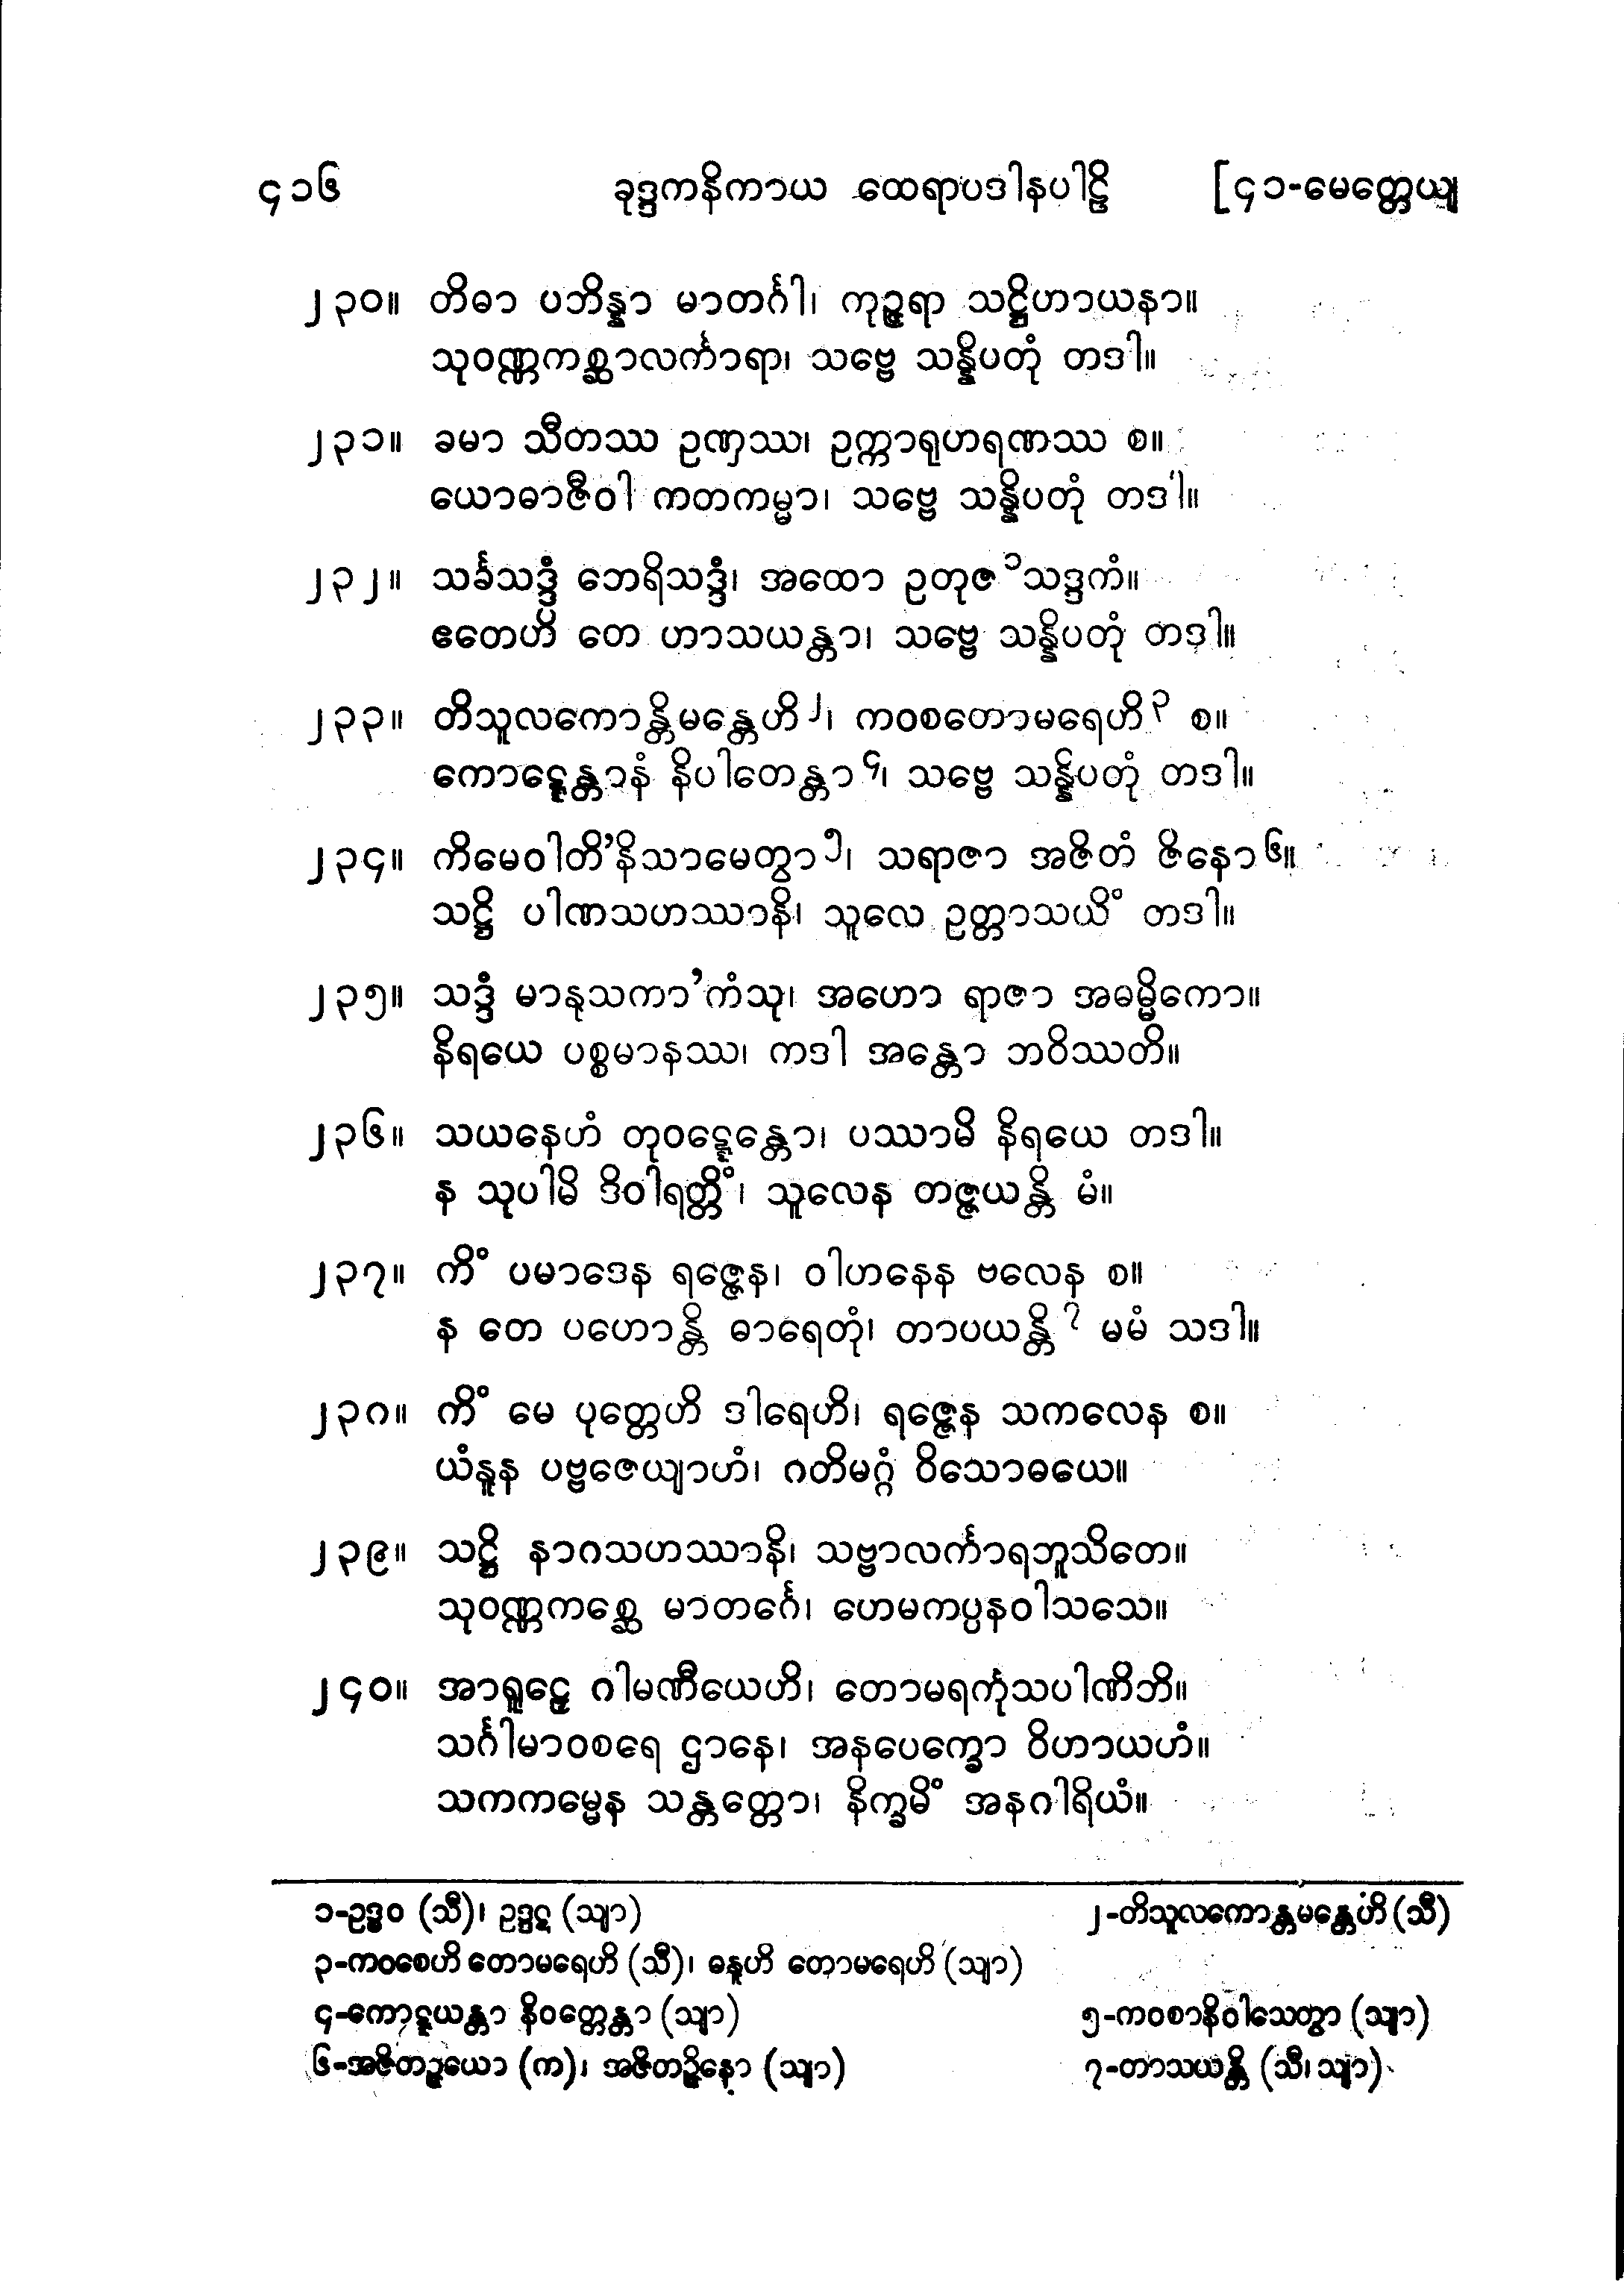 ၄၁၆ ခုဒ္ဒကနိကာယ ထေရာပဒါနပါဠိ [၄၁-မေတ္တေယျ
၂၃၀။ တိဓာ ပဘိန္နာ မာတင်္ဂါ၊ ကုဉ္ဇရာ သဋ္ဌိဟာယနာ။
သုဝဏ္ဏကစ္ဆာလင်္ကာရာ၊ သဗ္ဗေ သန္နိပတုံ တဒါ။
၂၃၁။ ခမာ သီတဿ ဥဏှဿ၊ ဥက္ကာရုဟရဏဿ စ။
ယောဓာဇီဝါ ကတကမ္မာ၊ သဗ္ဗေ သန္နိပတုံ တဒါ။
၂၃၂။ သင်္ခသဒ္ဒံ ဘေရိသဒ္ဒံ၊ အထော ဥတုဇ၁သဒ္ဒကံ။
ဧတေဟိ တေ ဟာသယန္တာ၊ သဗ္ဗေ သန္နိပတုံ တဒါ။
၂၃၃။ တိသူလကောန္တိမန္တေဟိ၂၊ ကဝစတောမရေဟိ၃ စ။
ကောဋ္ဋေန္တာနံ နိပါတေန္တာ၄၊ သဗ္ဗေ သန္နိပတုံ တဒါ။
၂၃၄။ ကိမေဝါတိ’နိသာမေတွာ၅၊ သရာဇာ အဇိတံ ဇိနော၆။
သဋ္ဌိ ပါဏသဟဿာနိ၊ သူလေ ဥတ္တာသယိံ တဒါ။
၂၃၅။ သဒ္ဒံ မာနုသကာ’ကံသု၊ အဟော ရာဇာ အဓမ္မိကော။
နိရယေ ပစ္စမာနဿ၊ ကဒါ အန္တော ဘဝိဿတိ။
၂၃၆။ သယနေဟံ တုဝဋ္ဋေန္တော၊ ပဿာမိ နိရယေ တဒါ။
န သုပါမိ ဒိဝါရတ္တိံ၊ သူလေန တဇ္ဇယန္တိ မံ။
၂၃၇။ ကိံ ပမာဒေန ရဇ္ဇေန၊ ဝါဟနေန ဗလေန စ။
န တေ ပဟောန္တိ ဓာရေတုံ၊ တာပယန္တိ၇ မမံ သဒါ။
၂၃၈။ ကိံ မေ ပုတ္တေဟိ ဒါရေဟိ၊ ရဇ္ဇေန သကလေန စ။
ယံနူန ပဗ္ဗဇေယျာဟံ၊ ဂတိမဂ္ဂံ ဝိသောဓယေ။
၂၃၉။ သဋ္ဌိ နာဂသဟဿာနိ၊ သဗ္ဗာလင်္ကာရဘူသိတေ။
သုဝဏ္ဏကစ္ဆေ မာတင်္ဂေ၊ ဟေမကပ္ပနဝါသသေ။
၂၄၀။ အာရူဠှေ ဂါမဏီယေဟိ၊ တောမရင်္ကုသပါဏိဘိ။
သင်္ဂါမာဝစရေ ဌာနေ၊ အနပေက္ခော ဝိဟာယဟံ။
သကကမ္မေန သန္တတ္တော၊ နိက္ခမိံ အနဂါရိယံ။
၁-ဥဒ္ဓဝ (သီ)၊ ဥဒ္ဓဋ (သျာ) ၂-တိသူလကောန္တမန္တေဟိ (သီ)
၃-ကဝစေဟိ တောမရေဟိ (သီ)၊ ဓနူဟိ တောမရေဟိ (သျာ)
၄-ကောဋ္ဋယန္တာ နိဝတ္တေန္တာ (သျာ) ၅-ကဝစာနိဝါသေတွာ (သျာ)
၆-အဇိတဉ္ဇယော (က)၊ အဇိတဉ္ဇိနော (သျာ) ၇-တာသယန္တိ (သီ၊ သျာ)